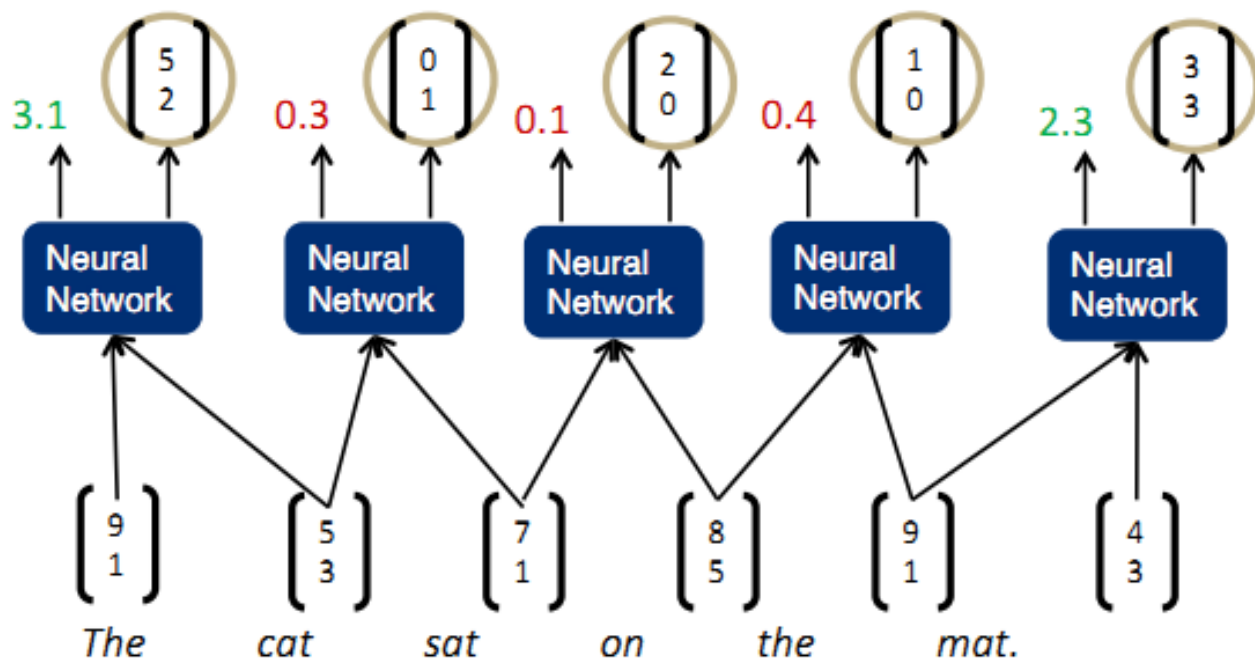 5 0 2 1 3
2 1 0 0 3
3.1 0.3 0.1 0.4 2.3
Neural Neural Neural Neural Neural
Network Network Network Network Network
9 5 7 8 9 4
1 3 1 5 1 3
The cat sat on the mat.